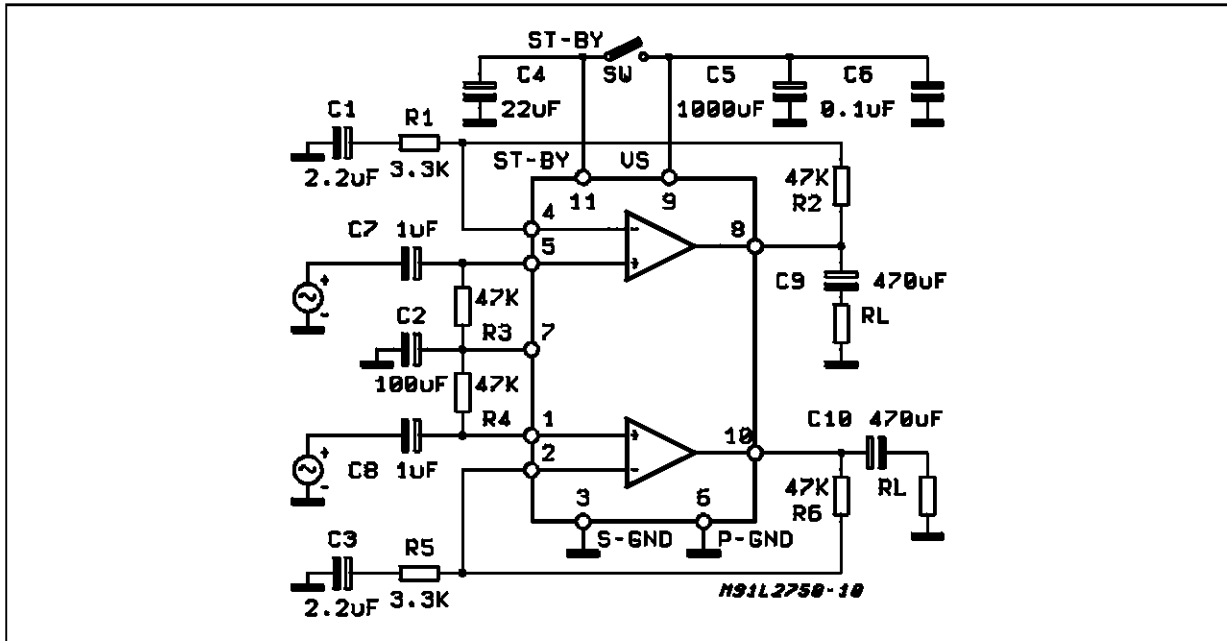 ST-BY
SW
C4
22uF
C5
1000uF
C6
0.1uF
C1
2.2uF
R1
3.3K
ST-BY
VS
11
9
47K
R2
4
5
8
C7 1uF
+
-
-
+
47K
R3
C9 470uF
RL
C2
100uF
7
47K
R4
1
2
+
-
10
C10 470uF
+
-
C8 1uF
47K
R6
RL
3
6
S-GND
P-GND
C3
2.2uF
R5
3.3K
M91L2750-10